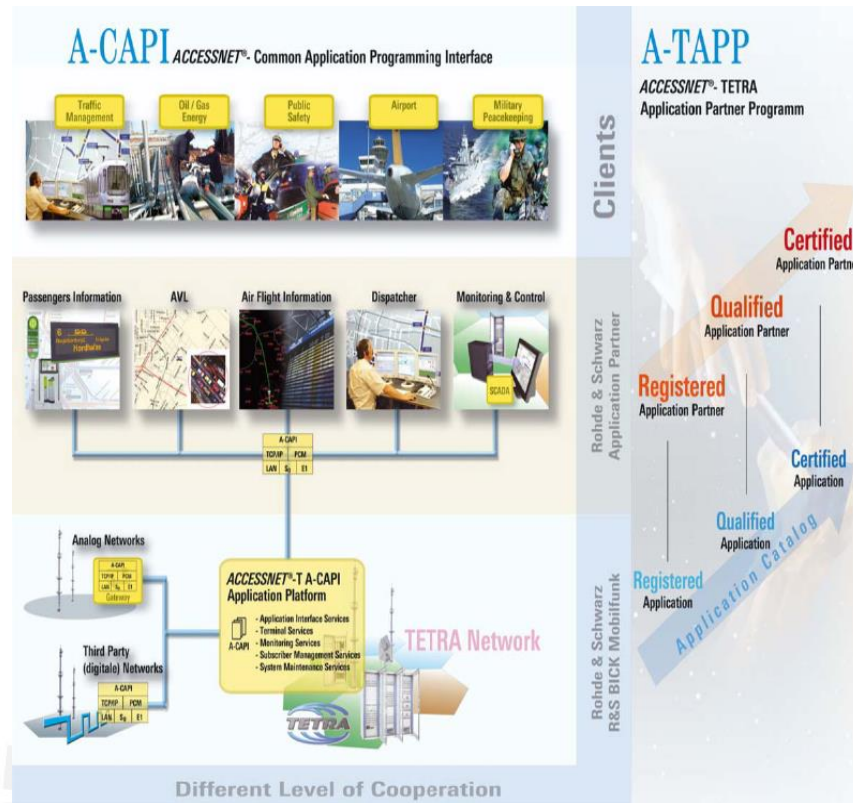 A-CAPI ACCESSNET®- Common Application Programming Interface
Traffic
Management
Oil / Gas
Energy
Public
Safety
Airport
Military
Peacekeeping
Clients
Passengers Information
AVL
Air Flight Information
Dispatcher
Monitoring & Control
SCADA
A-CAPI
TCP/IP PCM
LAN S0 E1
Rohde & Schwarz
Application Partner
Analog Networks
A-CAPI
TCP/IP PCM
LAN S0 E1
Gateway
Third Party
(digitale) Networks
A-CAPI
TCP/IP PCM
LAN S0 E1
ACCESSNET®-T A-CAPI
Application Platform
A-CAPI
- Application Interface Services
- Terminal Services
- Monitoring Services
- Subscriber Management Services
- System Maintenance Services
TETRA Network
TETRA
Rohde & Schwarz
R&S BICK Mobilfunk
Different Level of Cooperation
A-TAPP
ACCESSNET®- TETRA
Application Partner Programm
Certified
Application Partne
Qualified
Application Partner
Registered
Application Partner
Certified
Application
Qualified
Application
Registered
Application
Application Catalog